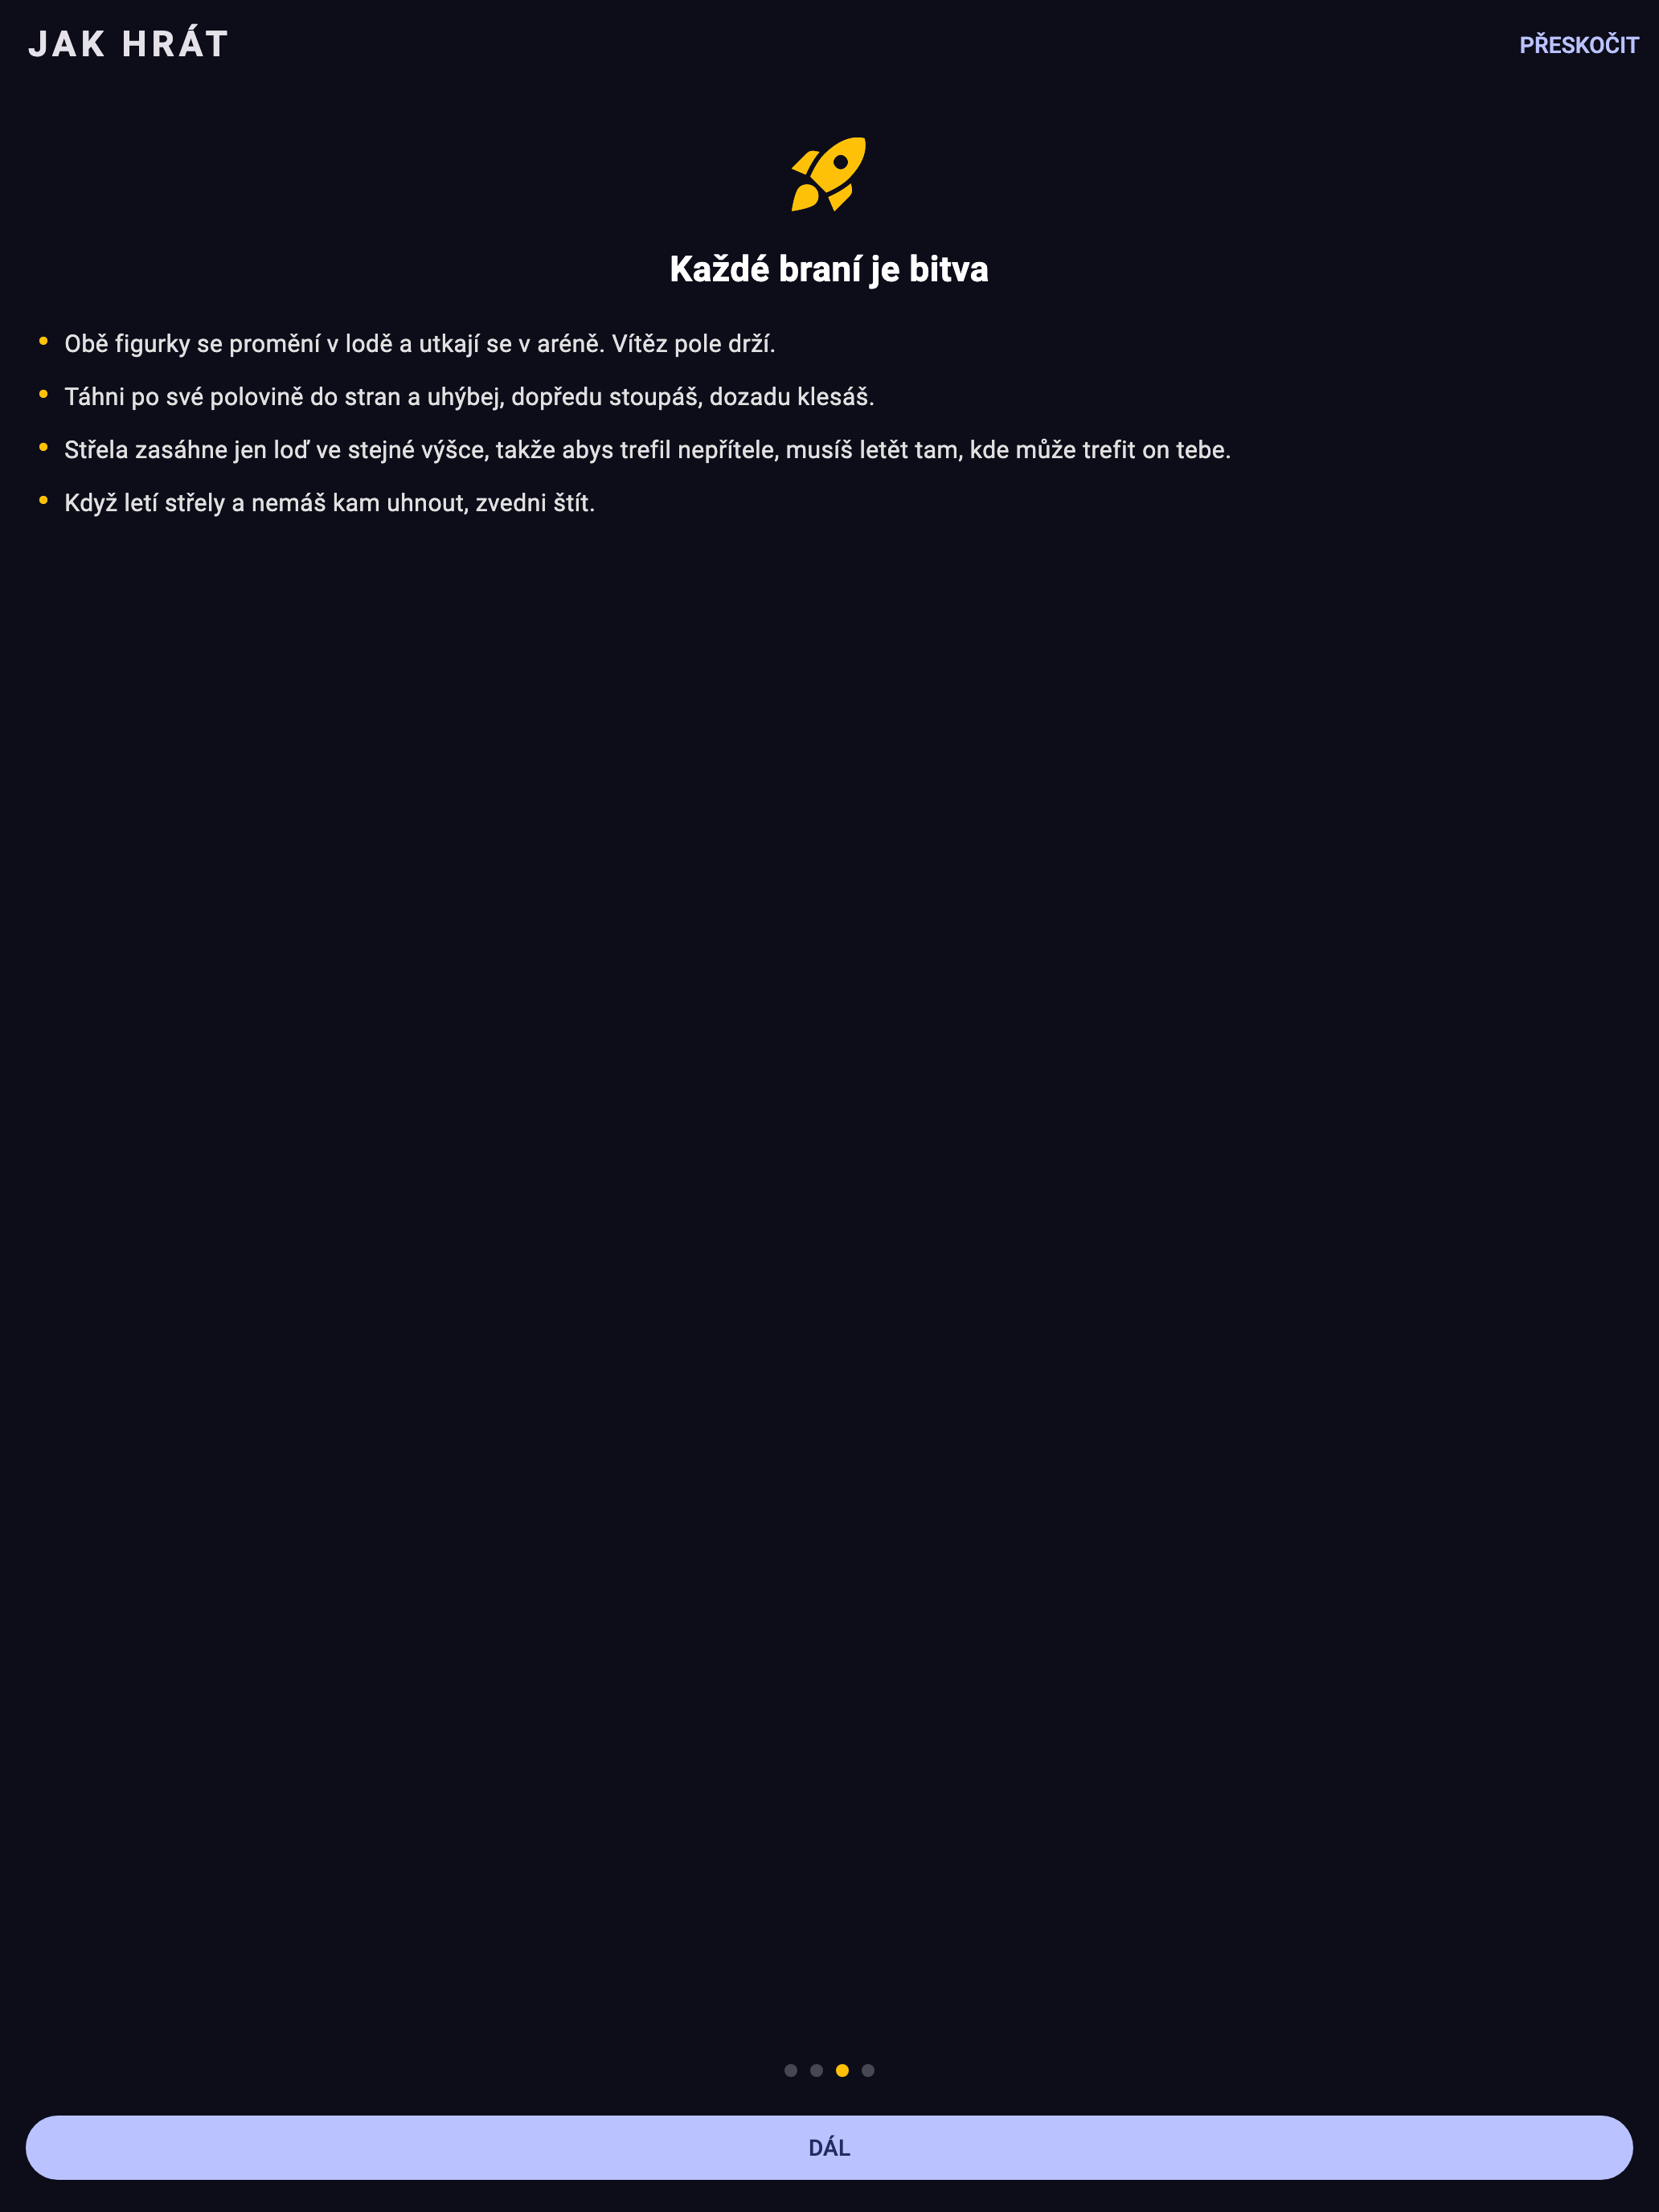 JAK HRÁT
PŘESKOČIT
Každé braní je bitva
Obě figurky se promění v lodě a utkají se v aréně. Vítěz pole drží.
Táhni po své polovině do stran a uhýbej, dopředu stoupáš, dozadu klesáš.
Střela zasáhne jen loď ve stejné výšce, takže abys trefil nepřítele, musíš letět tam, kde může trefit on tebe.
Když letí střely a nemáš kam uhnout, zvedni štít.
DÁL